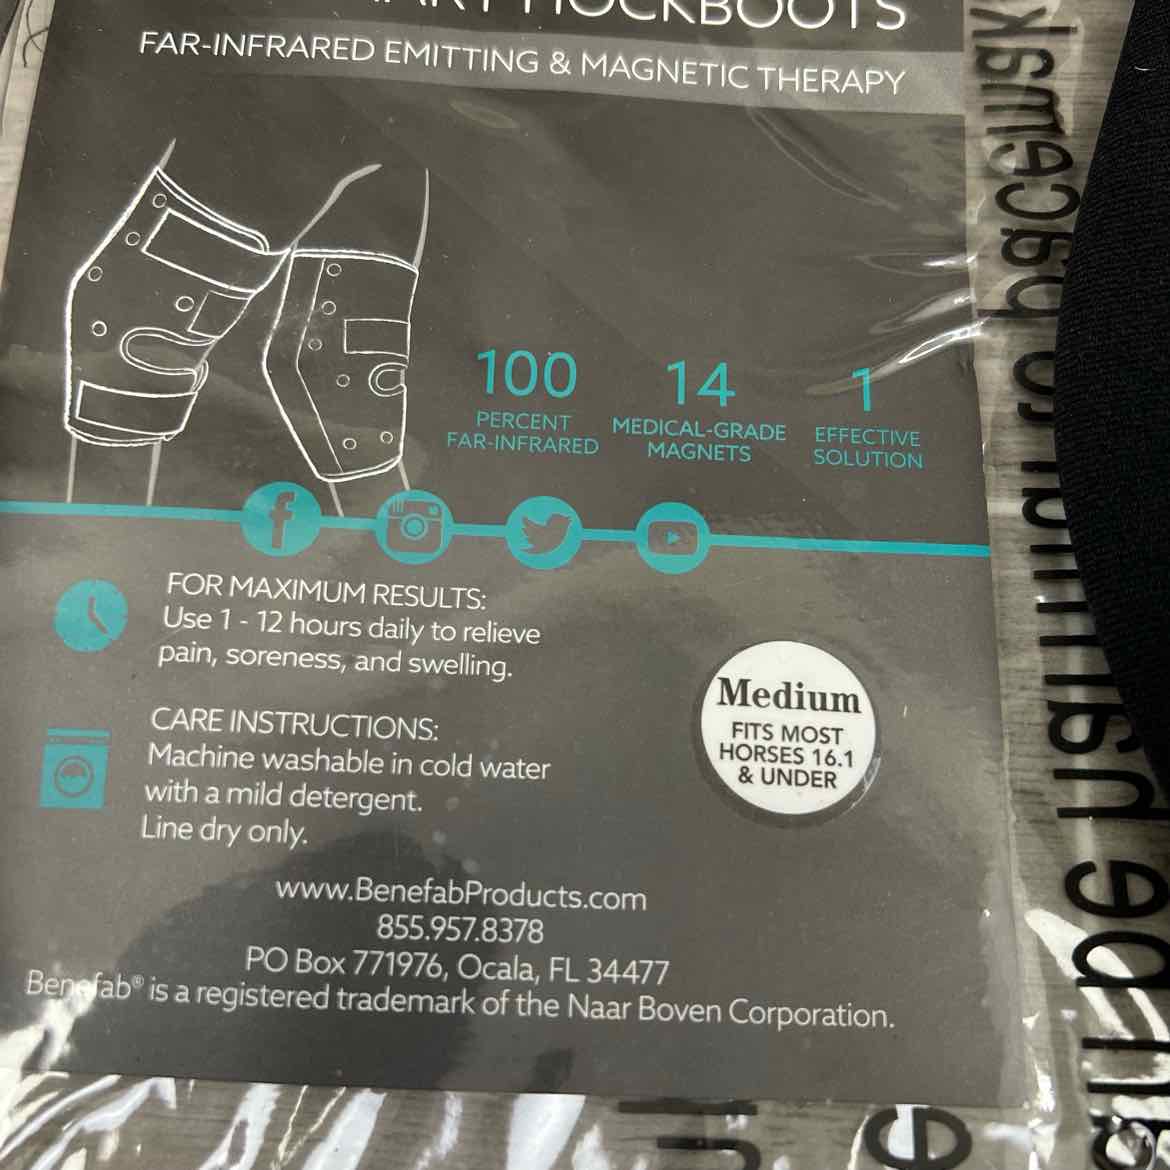 HOCKBOOTS
FAR-INFRARED EMITTING & MAGNETIC THERAPY
100
PERCENT
FAR-INFRARED
14
MEDICAL-GRADE
MAGNETS
1
EFFECTIVE
SOLUTION
FOR MAXIMUM RESULTS:
Use 1 - 12 hours daily to relieve
pain, soreness, and swelling.
CARE INSTRUCTIONS:
Machine washable in cold water
with a mild detergent.
Line dry only.
Medium
FITS MOST
HORSES 16.1
& UNDER
www.BenefabProducts.com
855.957.8378
PO Box 771976, Ocala, FL 34477
Benefab® is a registered trademark of the Naar Boven Corporation.